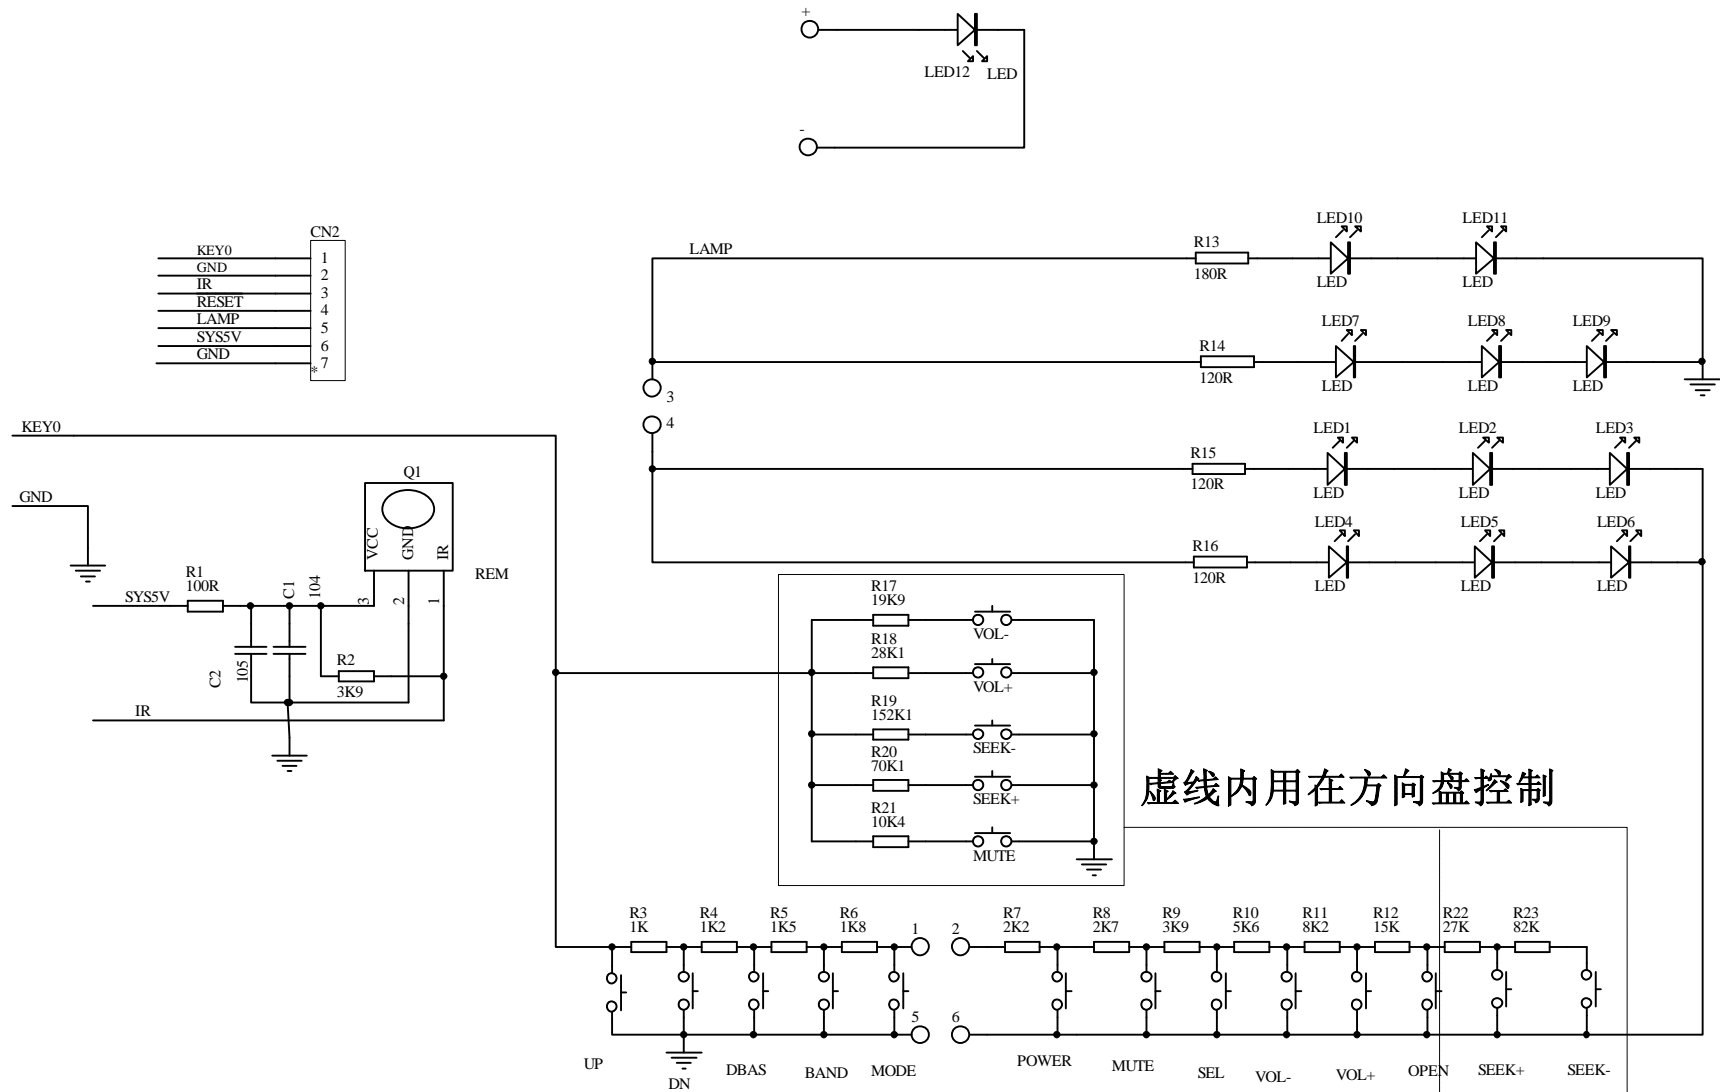 +
LED12 LED
-
CN2
KEY0 1
GND 2
IR 3
RESET 4
LAMP 5
SYS5V 6
GND 7
*
LAMP
R13
180R
LED10
LED
LED11
LED
R14
120R
LED7
LED
LED8
LED
LED9
LED
3
4
R15
120R
LED1
LED
LED2
LED
LED3
LED
R16
120R
LED4
LED
LED5
LED
LED6
LED
KEY0
GND
Q1
VCC
GND
IR
REM
3
2
1
SYS5V
R1
100R
C1
104
C2
105
R2
3K9
IR
R17
19K9
VOL-
R18
28K1
VOL+
R19
152K1
SEEK-
R20
70K1
SEEK+
R21
10K4
MUTE
虚线内用在方向盘控制
R3 R4 R5 R6 1 2 R7 R8 R9 R10 R11 R12 R22 R23
1K 1K2 1K5 1K8 2K2 2K7 3K9 5K6 8K2 15K 27K 82K
5 6
UP DN DBAS BAND MODE POWER MUTE SEL VOL- VOL+ OPEN SEEK+ SEEK-